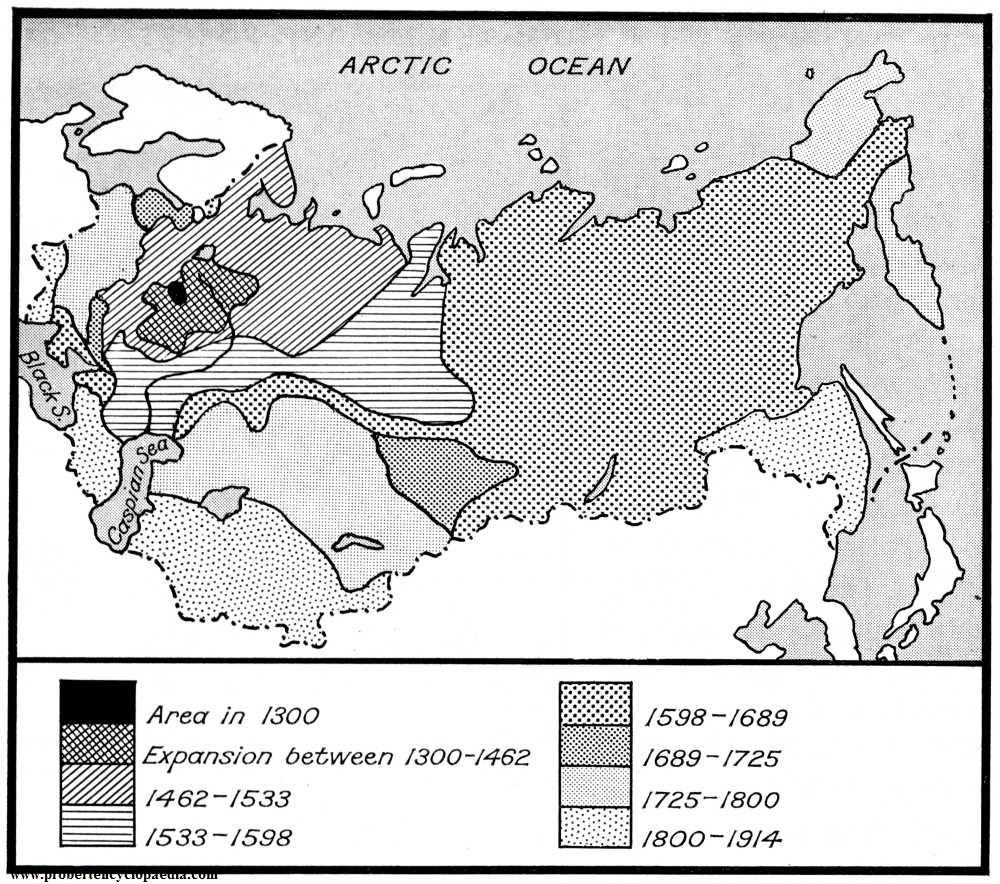 ARCTIC OCEAN
Black S.
Caspian Sea
Area in 1300
Expansion between 1300-1462
1462-1533
1533-1598
1598-1689
1689-1725
1725-1800
1800-1914
www.probertencyclopaedia.com